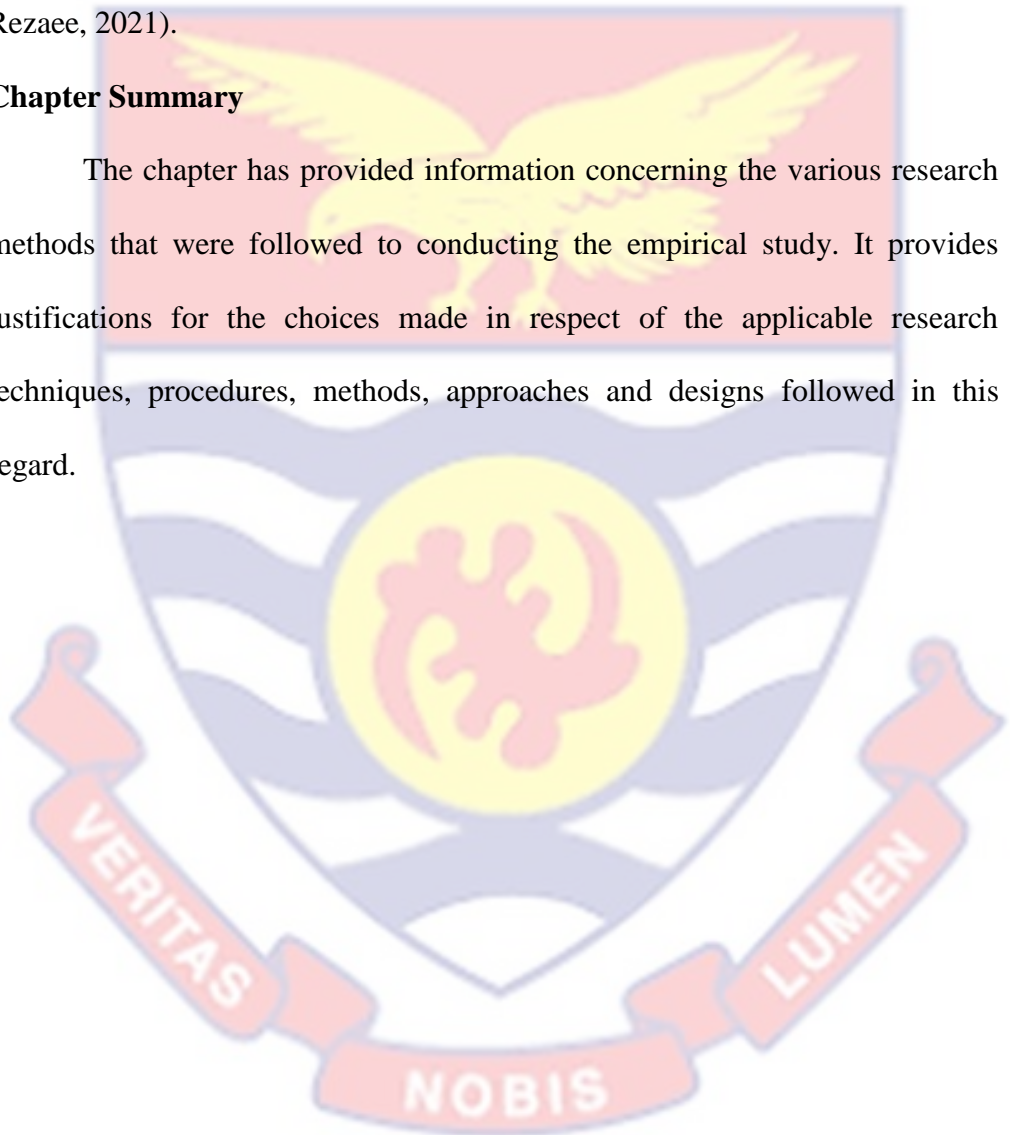 Rezaee, 2021).
Chapter Summary
The chapter has provided information concerning the various research
methods that were followed to conducting the empirical study. It provides
justifications for the choices made in respect of the applicable research
techniques, procedures, methods, approaches and designs followed in this
regard.
VERITAS
NOBIS
LUMEN